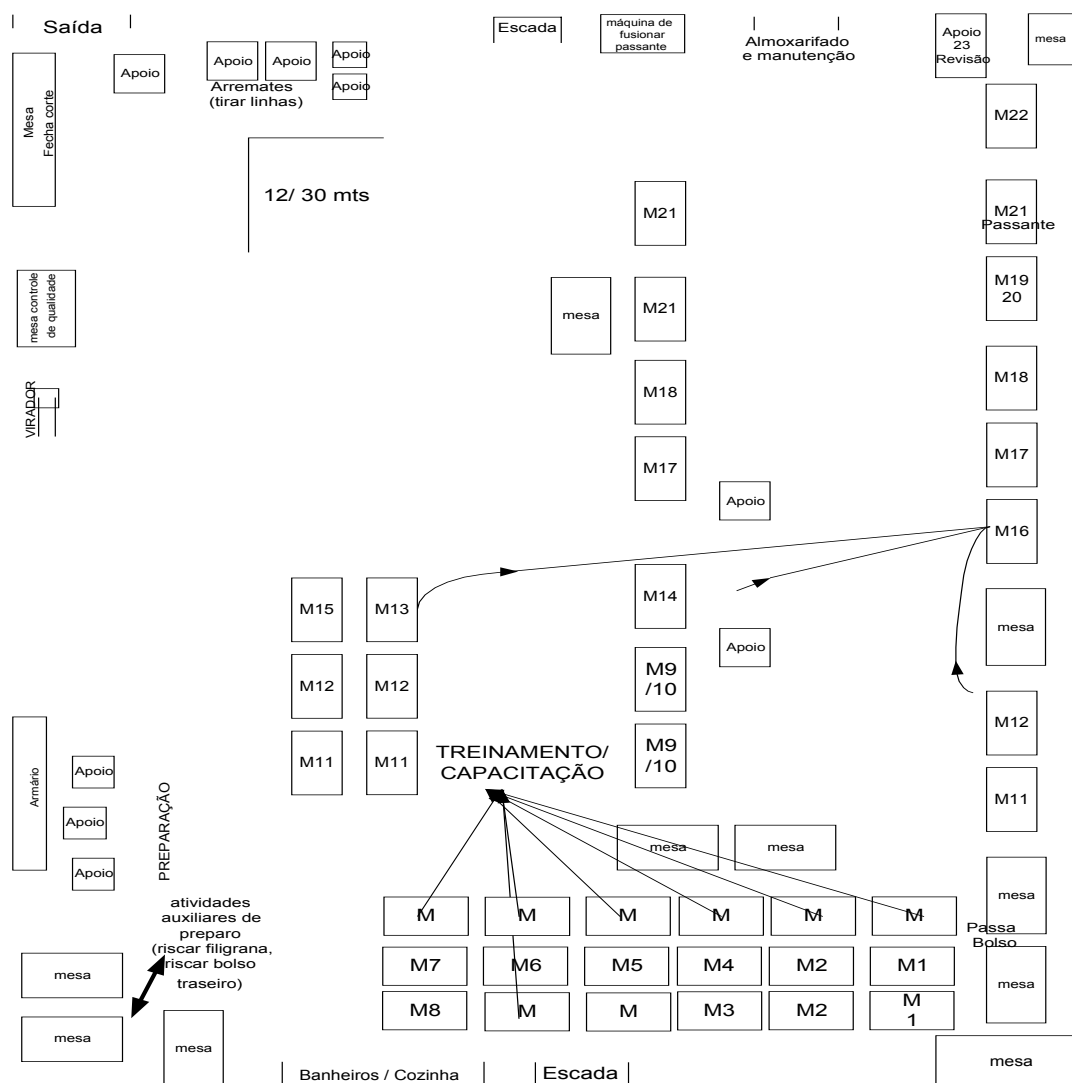 Saída
Escada
máquina de
fusionar
passante
Almoxarifado
e manutenção
Apoio
23
Revisão
mesa
Mesa
Fecha corte
Apoio
Apoio
Apoio
Apoio
Apoio
Arremates
(tirar linhas)
M22
12/ 30 mts
M21
M21
Passante
mesa controle
de qualidade
mesa
M21
M19
20
VIRADOR
M18
M18
M17
M17
Apoio
M16
M15
M13
M14
mesa
Apoio
M12
M12
M9
/10
M12
M11
M11
TREINAMENTO/
CAPACITAÇÃO
M9
/10
M11
Armário
Apoio
Apoio
Apoio
PREPARAÇÃO
mesa
mesa
mesa
atividades
auxiliares de
preparo
(riscar filigrana,
riscar bolso
traseiro)
M
M
M
M
M
M
Passa
Bolso
mesa
M7
M6
M5
M4
M2
M1
mesa
M8
M
M
M3
M2
M
1
mesa
mesa
mesa
Banheiros / Cozinha
Escada